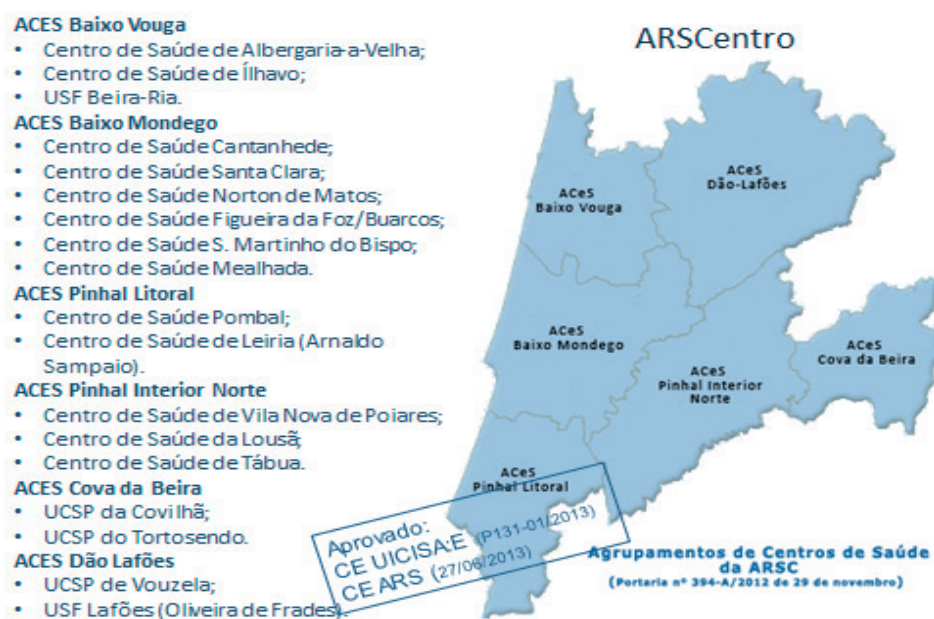 ACES Baixo Vouga
• Centro de Saúde de Albergaria-a-Velha;
• Centro de Saúde de Ílhavo;
• USF Beira-Ria.
ACES Baixo Mondego
• Centro de Saúde Cantanhede;
• Centro de Saúde Santa Clara;
• Centro de Saúde Norton de Matos;
• Centro de Saúde Figueira da Foz/Buarcos;
• Centro de Saúde S. Martinho do Bispo;
• Centro de Saúde Mealhada.
ACES Pinhal Litoral
• Centro de Saúde Pombal;
• Centro de Saúde de Leiria (Arnaldo
Sampaio).
ACES Pinhal Interior Norte
• Centro de Saúde de Vila Nova de Poiares;
• Centro de Saúde da Lousã;
• Centro de Saúde de Tábua.
ACES Cova da Beira
• UCSP da Covilhã;
• UCSP do Tortosendo.
ACES Dão Lafões
• UCSP de Vouzela;
• USF Lafões (Oliveira de Frades).
ARSCentro
ACeS
Dão-Lafões
ACeS
Baixo Vouga
ACeS
Baixo Mondego
ACeS
Cova da Beira
ACeS
Pinhal Interior
Norte
ACeS
Pinhal Litoral
Aprovado:
CE UICISA:E (P131-01/2013)
CE ARS (27/06/2013)
Agrupamentos de Centros de Saúde
da ARSC
(Portaria nº 394-A/2012 de 29 de novembro)